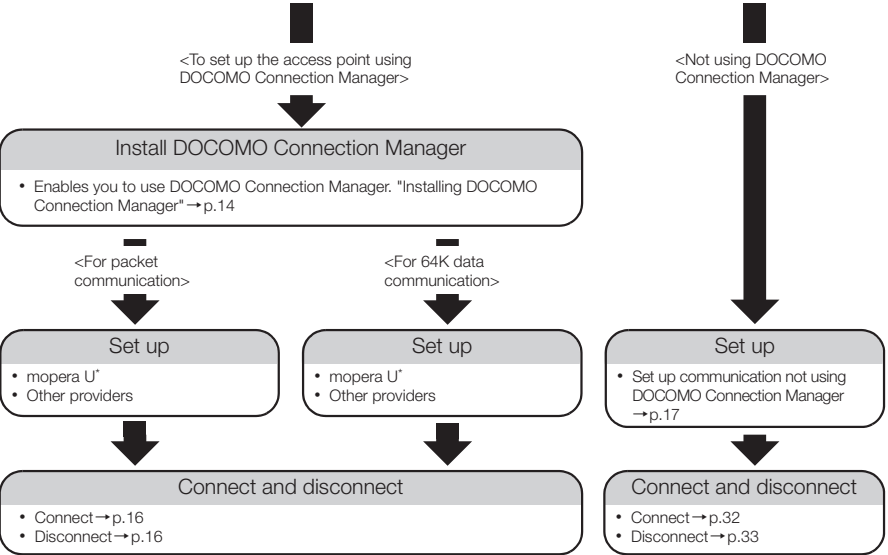 <To set up the access point using
DOCOMO Connection Manager>
<Not using DOCOMO
Connection Manager>
Install DOCOMO Connection Manager
• Enables you to use DOCOMO Connection Manager. "Installing DOCOMO
Connection Manager"→p.14
<For packet
communication>
<For 64K data
communication>
Set up
• mopera U*
• Other providers
Set up
• mopera U*
• Other providers
Set up
• Set up communication not using
DOCOMO Connection Manager
→p.17
Connect and disconnect
• Connect→p.16
• Disconnect→p.16
Connect and disconnect
• Connect→p.32
• Disconnect→p.33